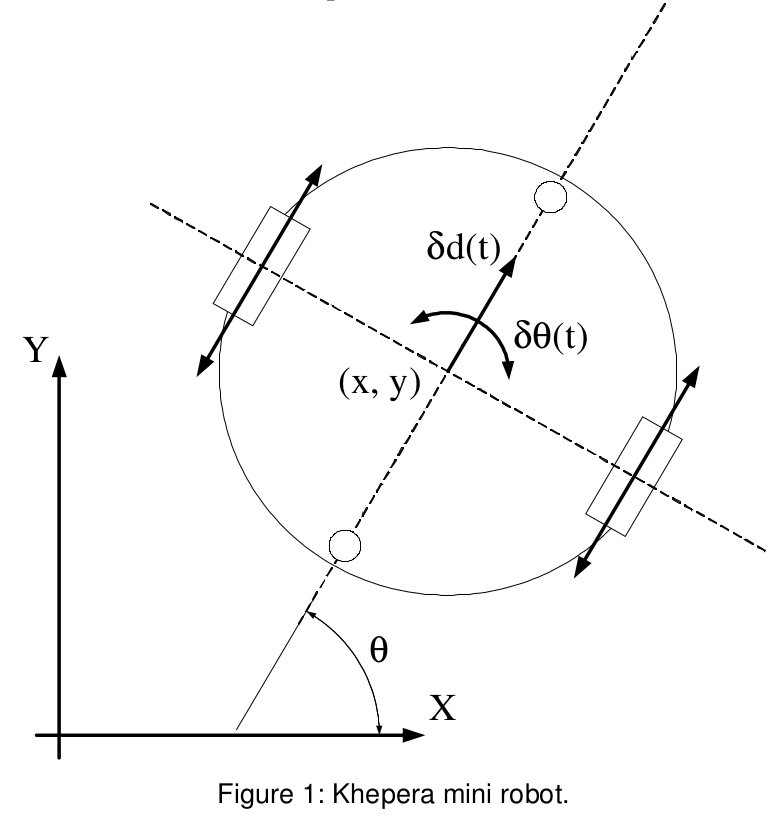 δd(t)
δθ(t)
Y
(x, y)
θ
X
Figure 1: Khepera mini robot.